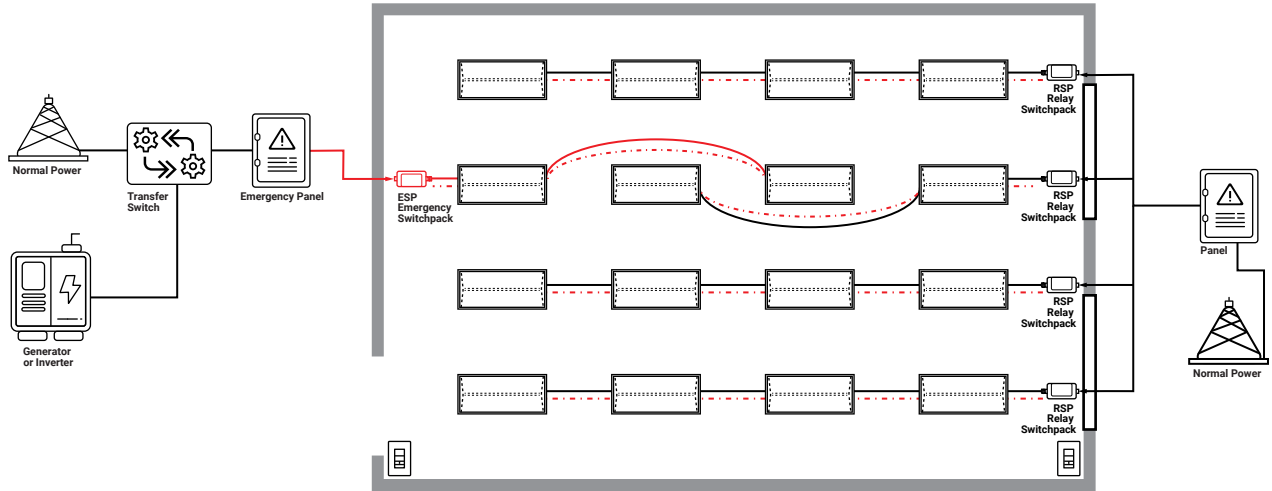 RSP
Relay
Switchpack
Normal Power
Transfer
Switch
Emergency Panel
ESP
Emergency
Switchpack
RSP
Relay
Switchpack
Panel
RSP
Relay
Switchpack
Generator
or Inverter
Normal Power
RSP
Relay
Switchpack